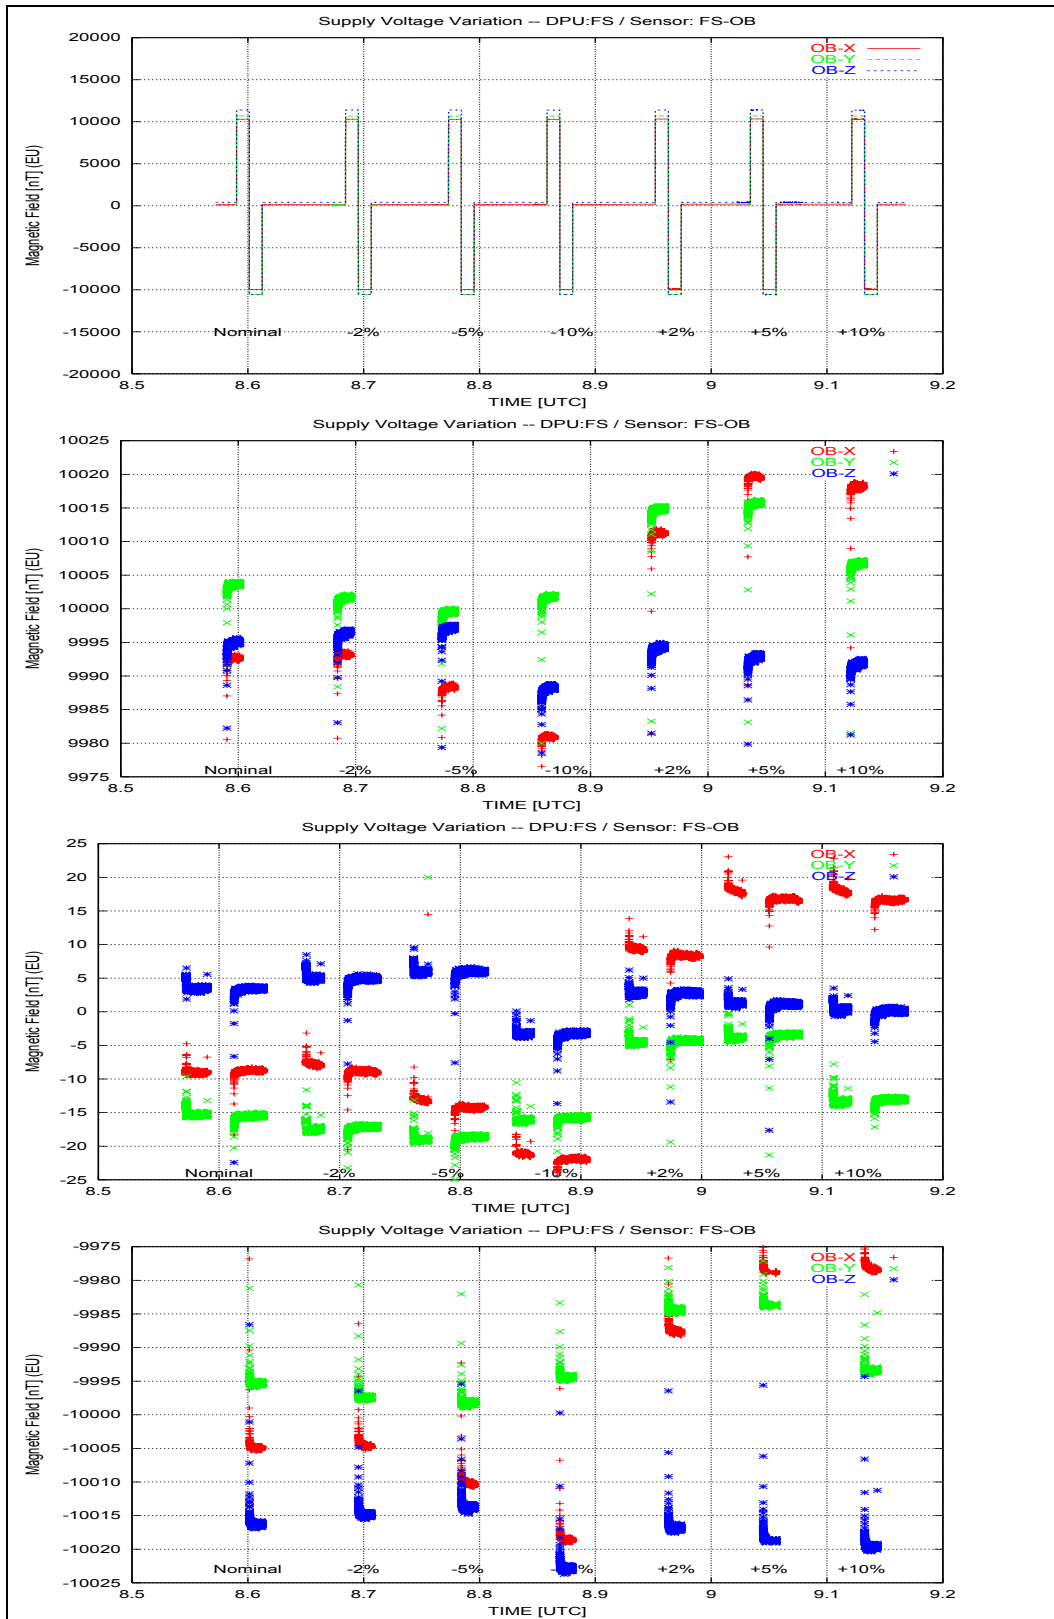 Supply Voltage Variation -- DPU:FS / Sensor: FS-OB
20000
15000
10000
5000
0
-5000
-10000
-15000
-20000
Magnetic Field [nT] (EU)
OB-X
OB-Y
OB-Z
Nominal -2% -5% -10% +2% +5% +10%
8.5 8.6 8.7 8.8 8.9 9 9.1 9.2
TIME [UTC]
Supply Voltage Variation -- DPU:FS / Sensor: FS-OB
10025
10020
10015
10010
10005
10000
9995
9990
9985
9980
9975
Magnetic Field [nT] (EU)
OB-X
OB-Y
OB-Z
Nominal -2% -5% -10% +2% +5% +10%
8.5 8.6 8.7 8.8 8.9 9 9.1 9.2
TIME [UTC]
Supply Voltage Variation -- DPU:FS / Sensor: FS-OB
25
20
15
10
5
0
-5
-10
-15
-20
-25
Magnetic Field [nT] (EU)
OB-X
OB-Y
OB-Z
Nominal -2% -5% -10% +2% +5% +10%
8.5 8.6 8.7 8.8 8.9 9 9.1 9.2
TIME [UTC]
Supply Voltage Variation -- DPU:FS / Sensor: FS-OB
-9975
-9980
-9985
-9990
-9995
-10000
-10005
-10010
-10015
-10020
-10025
Magnetic Field [nT] (EU)
OB-X
OB-Y
OB-Z
Nominal -2% -5% +2% +5% +10%
8.5 8.6 8.7 8.8 8.9 9 9.1 9.2
TIME [UTC]